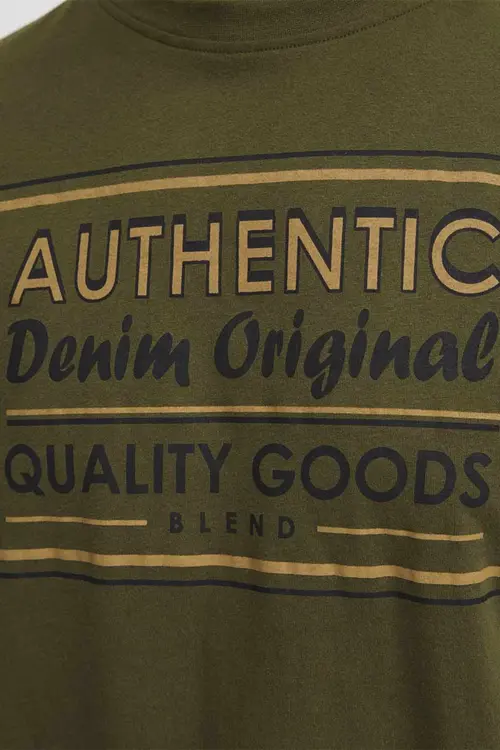 AUTHENTIC
Denim Original
QUALITY GOODS
BLEND